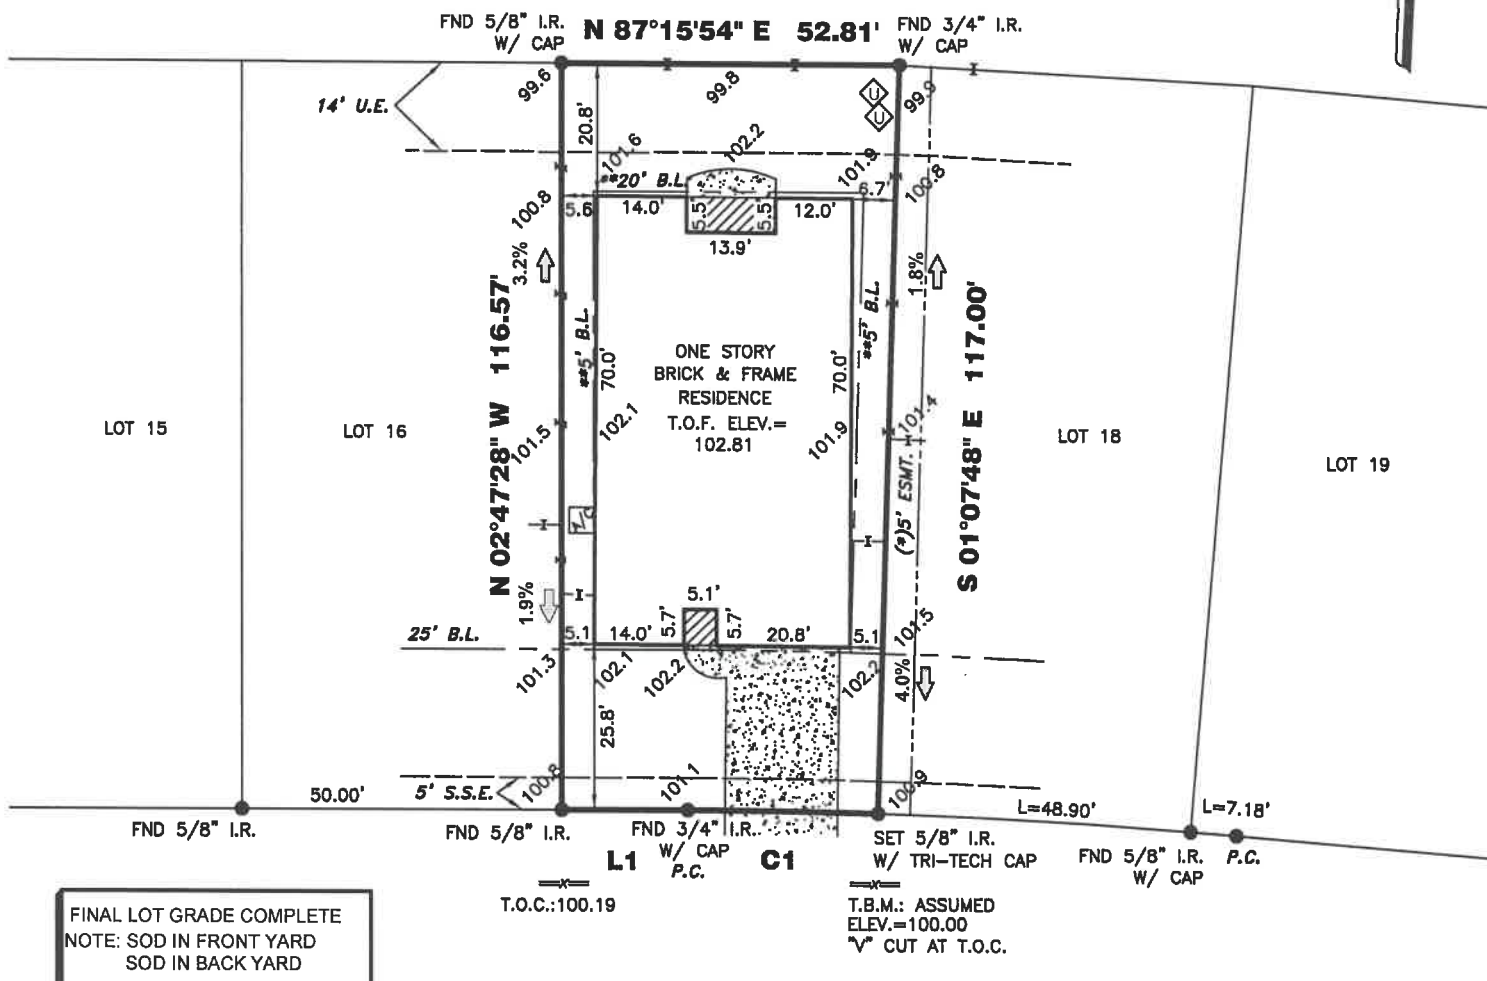 FND 5/8" I.R.
W/ CAP
N 87°15'54" E 52.81'
FND 3/4" I.R.
W/ CAP
14' U.E.
99.6
99.8
99.9
U
U
20.8'
101.6
102.2
101.9
100.8
**20' B.L.
6.7'
100.8
5.6
14.0'
5.5'
5.5'
12.0'
13.9'
3.2%
1.8%
N 02°47'28" W 116.57'
**5' B.L.
70.0'
102.1
ONE STORY
BRICK & FRAME
RESIDENCE
T.O.F. ELEV.=
102.81
70.0'
101.9
**5' B.L.
101.4
S 01°07'48" E 117.00'
LOT 15
LOT 16
LOT 18
LOT 19
101.5
A/C
(*)5' ESMT.
1.9%
5.1'
5.7'
5.7'
25' B.L.
5.1
14.0'
20.8'
5.1
101.5
101.3
102.1
102.2
102.2
4.0%
25.8'
50.00'
5' S.S.E.
100.8
101.1
100.9
L=48.90'
L=7.18'
FND 5/8" I.R.
FND 5/8" I.R.
FND 3/4" I.R.
W/ CAP
P.C.
L1
C1
SET 5/8" I.R.
W/ TRI-TECH CAP
FND 5/8" I.R.
W/ CAP
P.C.
T.O.C.:100.19
T.B.M.: ASSUMED
ELEV.=100.00
"V" CUT AT T.O.C.
FINAL LOT GRADE COMPLETE
NOTE: SOD IN FRONT YARD
SOD IN BACK YARD